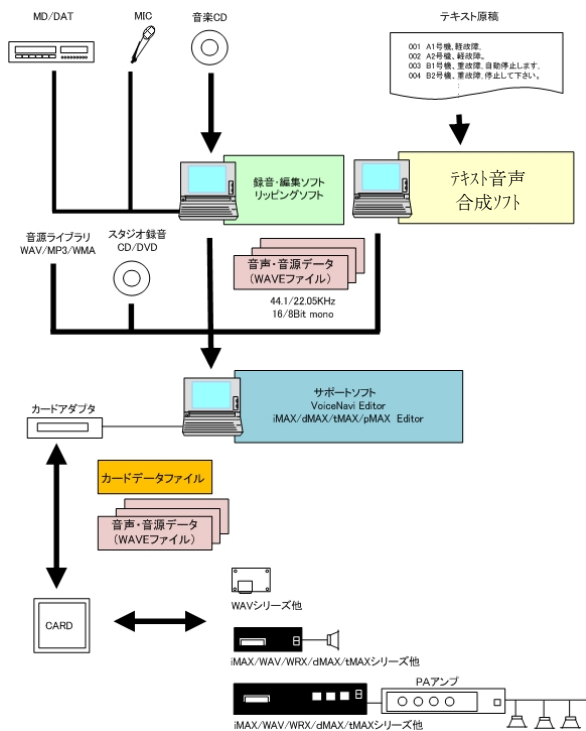 MD/DAT
MIC
音楽CD
テキスト原稿
001 A1号機、軽故障.
002 A2号機、軽故障。
003 B1号機、重故障、自動停止します.
004 B2号機、重故障、停止して下さい。
:
録音・編集ソフト
リッピングソフト
テキスト音声
合成ソフト
音源ライブラリ
WAV/MP3/WMA
スタジオ録音
CD/DVD
音声・音源データ
(WAVEファイル)
44.1/22.05KHz
16/8Bit mono
サポートソフト
VoiceNavi Editor
iMAX/dMAX/tMAX/pMAX Editor
カードアダプタ
カードデータファイル
音声・音源データ
(WAVEファイル)
CARD
WAVシリーズ他
iMAX/WAV/WRX/dMAX/tMAXシリーズ他
PAアンプ
iMAX/WAV/WRX/dMAX/tMAXシリーズ他